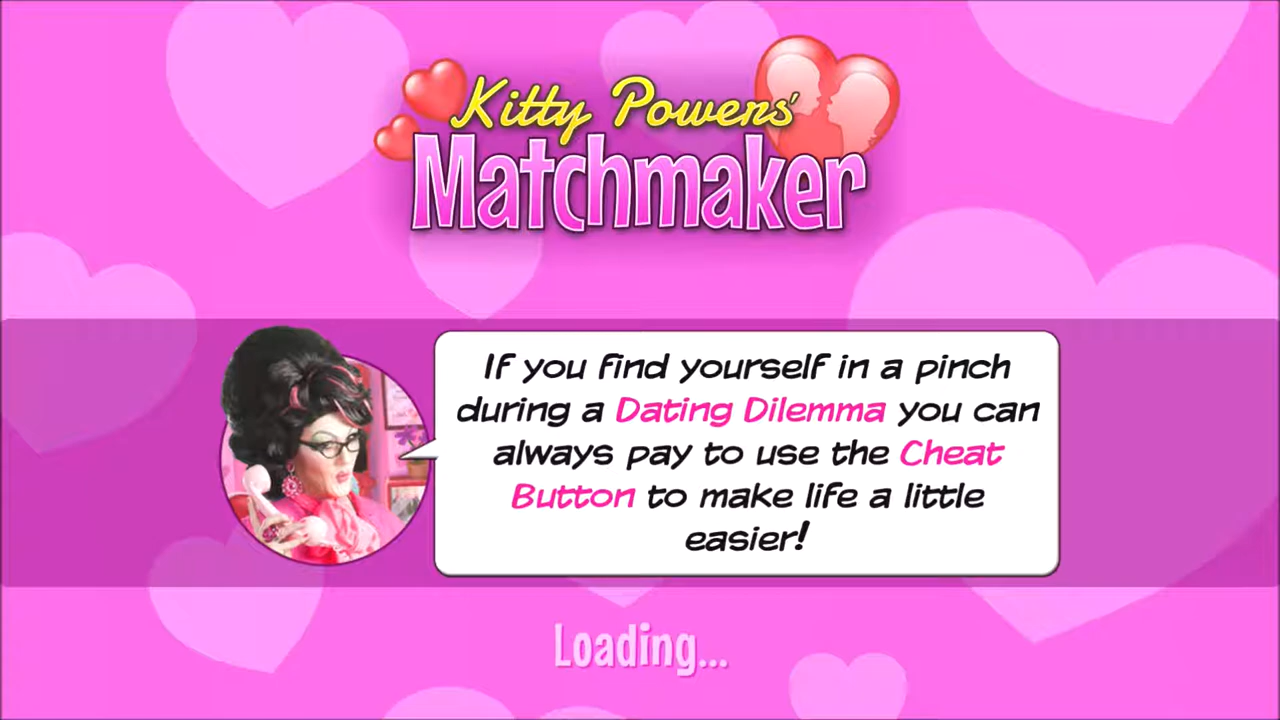 Kitty Powers'
Matchmaker
If you find yourself in a pinch
during a Dating Dilemma you can
always pay to use the Cheat
Button to make life a little
easier!
Loading...